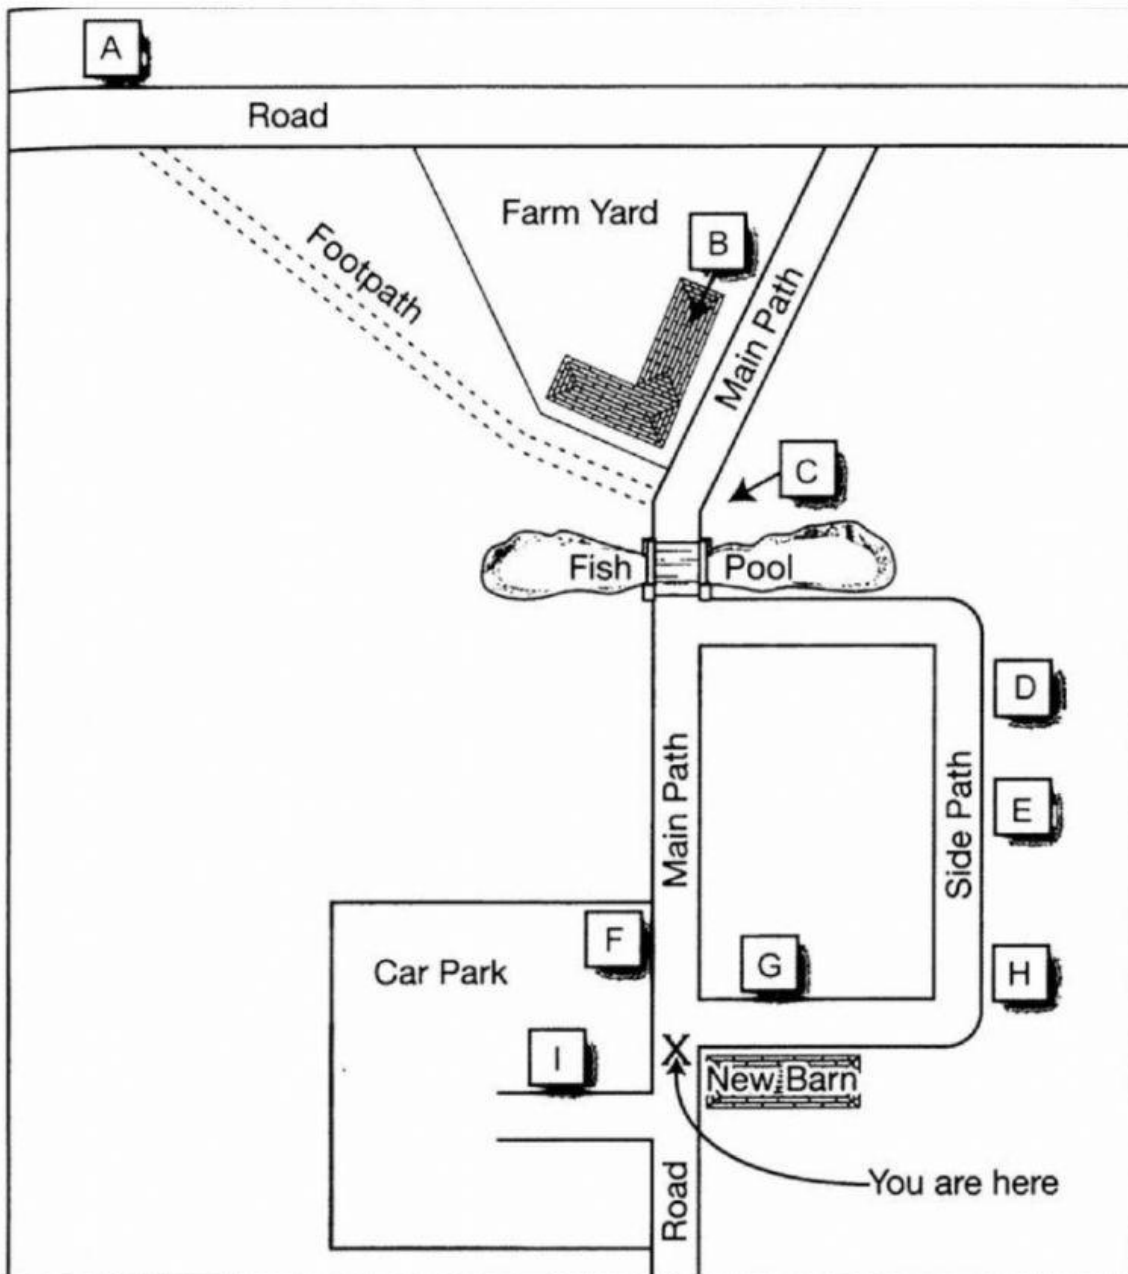 A
Road
Farm Yard
B
Footpath
Main Path
C
Fish Pool
D
Main Path
Side Path
E
F
Car Park
G
H
I
X
New Barn
You are here
Road